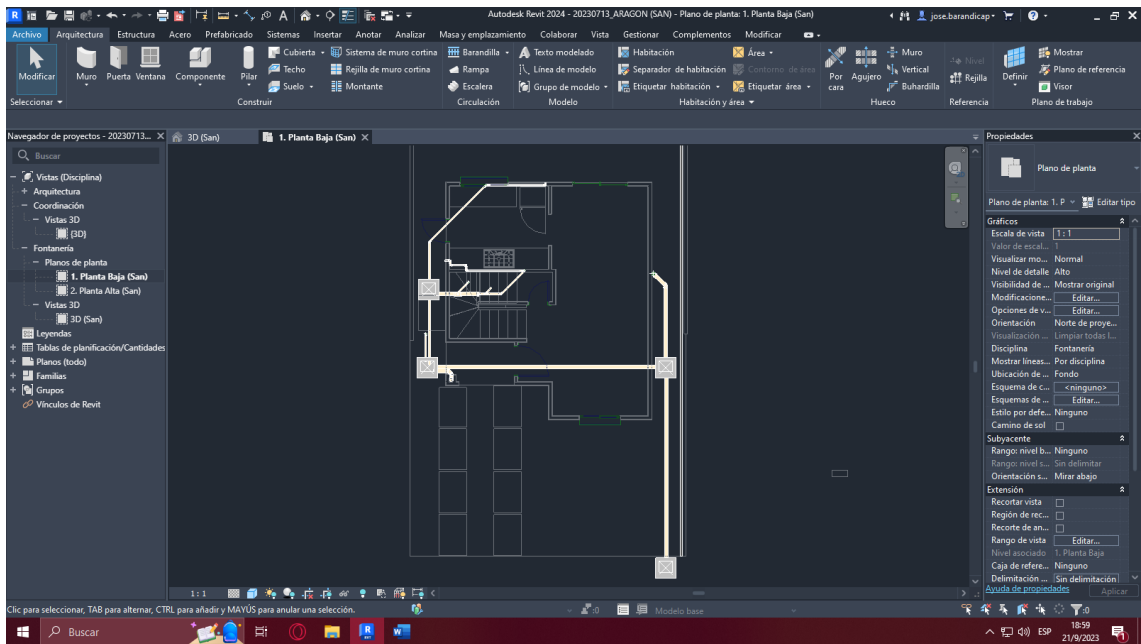 Autodesk Revit 2024 - 20230713_ARAGON (SAN) - Plano de planta: 1. Planta Baja (San)
jose.barandicap
Archivo Arquitectura Estructura Acero Prefabricado Sistemas Insertar Anotar Analizar Masa y emplazamiento Colaborar Vista Gestionar Complementos Modificar
Modificar
Muro Puerta Ventana Componente Pilar
Cubierta
Techo
Suelo
Sistema de muro cortina
Rejilla de muro cortina
Montante
Barandilla
Rampa
Escalera
Texto modelado
Línea de modelo
Grupo de modelo
Habitación
Separador de habitación
Etiquetar habitación
Área
Contorno de área
Etiquetar área
Por cara
Agujero
Muro
Vertical
Buhardilla
Nivel
Rejilla
Definir
Mostrar
Plano de referencia
Visor
Seleccionar Construir Circulación Modelo Habitación y área Hueco Referencia Plano de trabajo
Navegador de proyectos - 20230713...
Buscar
Vistas (Disciplina)
Arquitectura
Coordinación
Vistas 3D
{3D}
Fontanería
Planos de planta
1. Planta Baja (San)
2. Planta Alta (San)
Vistas 3D
3D (San)
Leyendas
Tablas de planificación/Cantidades
Planos (todo)
Familias
Grupos
Vínculos de Revit
3D (San) 1. Planta Baja (San)
Propiedades
Plano de planta
Plano de planta: 1. P Editar tipo
Gráficos
Escala de vista 1 : 1
Valor de escal... 1
Visualizar mo... Normal
Nivel de detalle Alto
Visibilidad de ... Mostrar original
Modificacione... Editar...
Opciones de v... Editar...
Orientación Norte de proye...
Visualización ... Limpiar todas l...
Disciplina Fontanería
Mostrar líneas... Por disciplina
Ubicación de ... Fondo
Esquema de c... <ninguno>
Esquemas de ... Editar...
Estilo por defe... Ninguno
Camino de sol
Subyacente
Rango: nivel b... Ninguno
Rango: nivel s... Sin delimitar
Orientación s... Mirar abajo
Extensión
Recortar vista
Región de rec...
Recorte de an...
Rango de vista Editar...
Nivel asociado 1. Planta Baja
Caja de refere... Ninguno
Delimitación ... Sin delimitación
Ayuda de propiedades Aplicar
1 : 1
Clic para seleccionar, TAB para alternar, CTRL para añadir y MAYÚS para anular una selección.
:0
Modelo base
:0
Buscar
ESP
18:59
21/9/2023